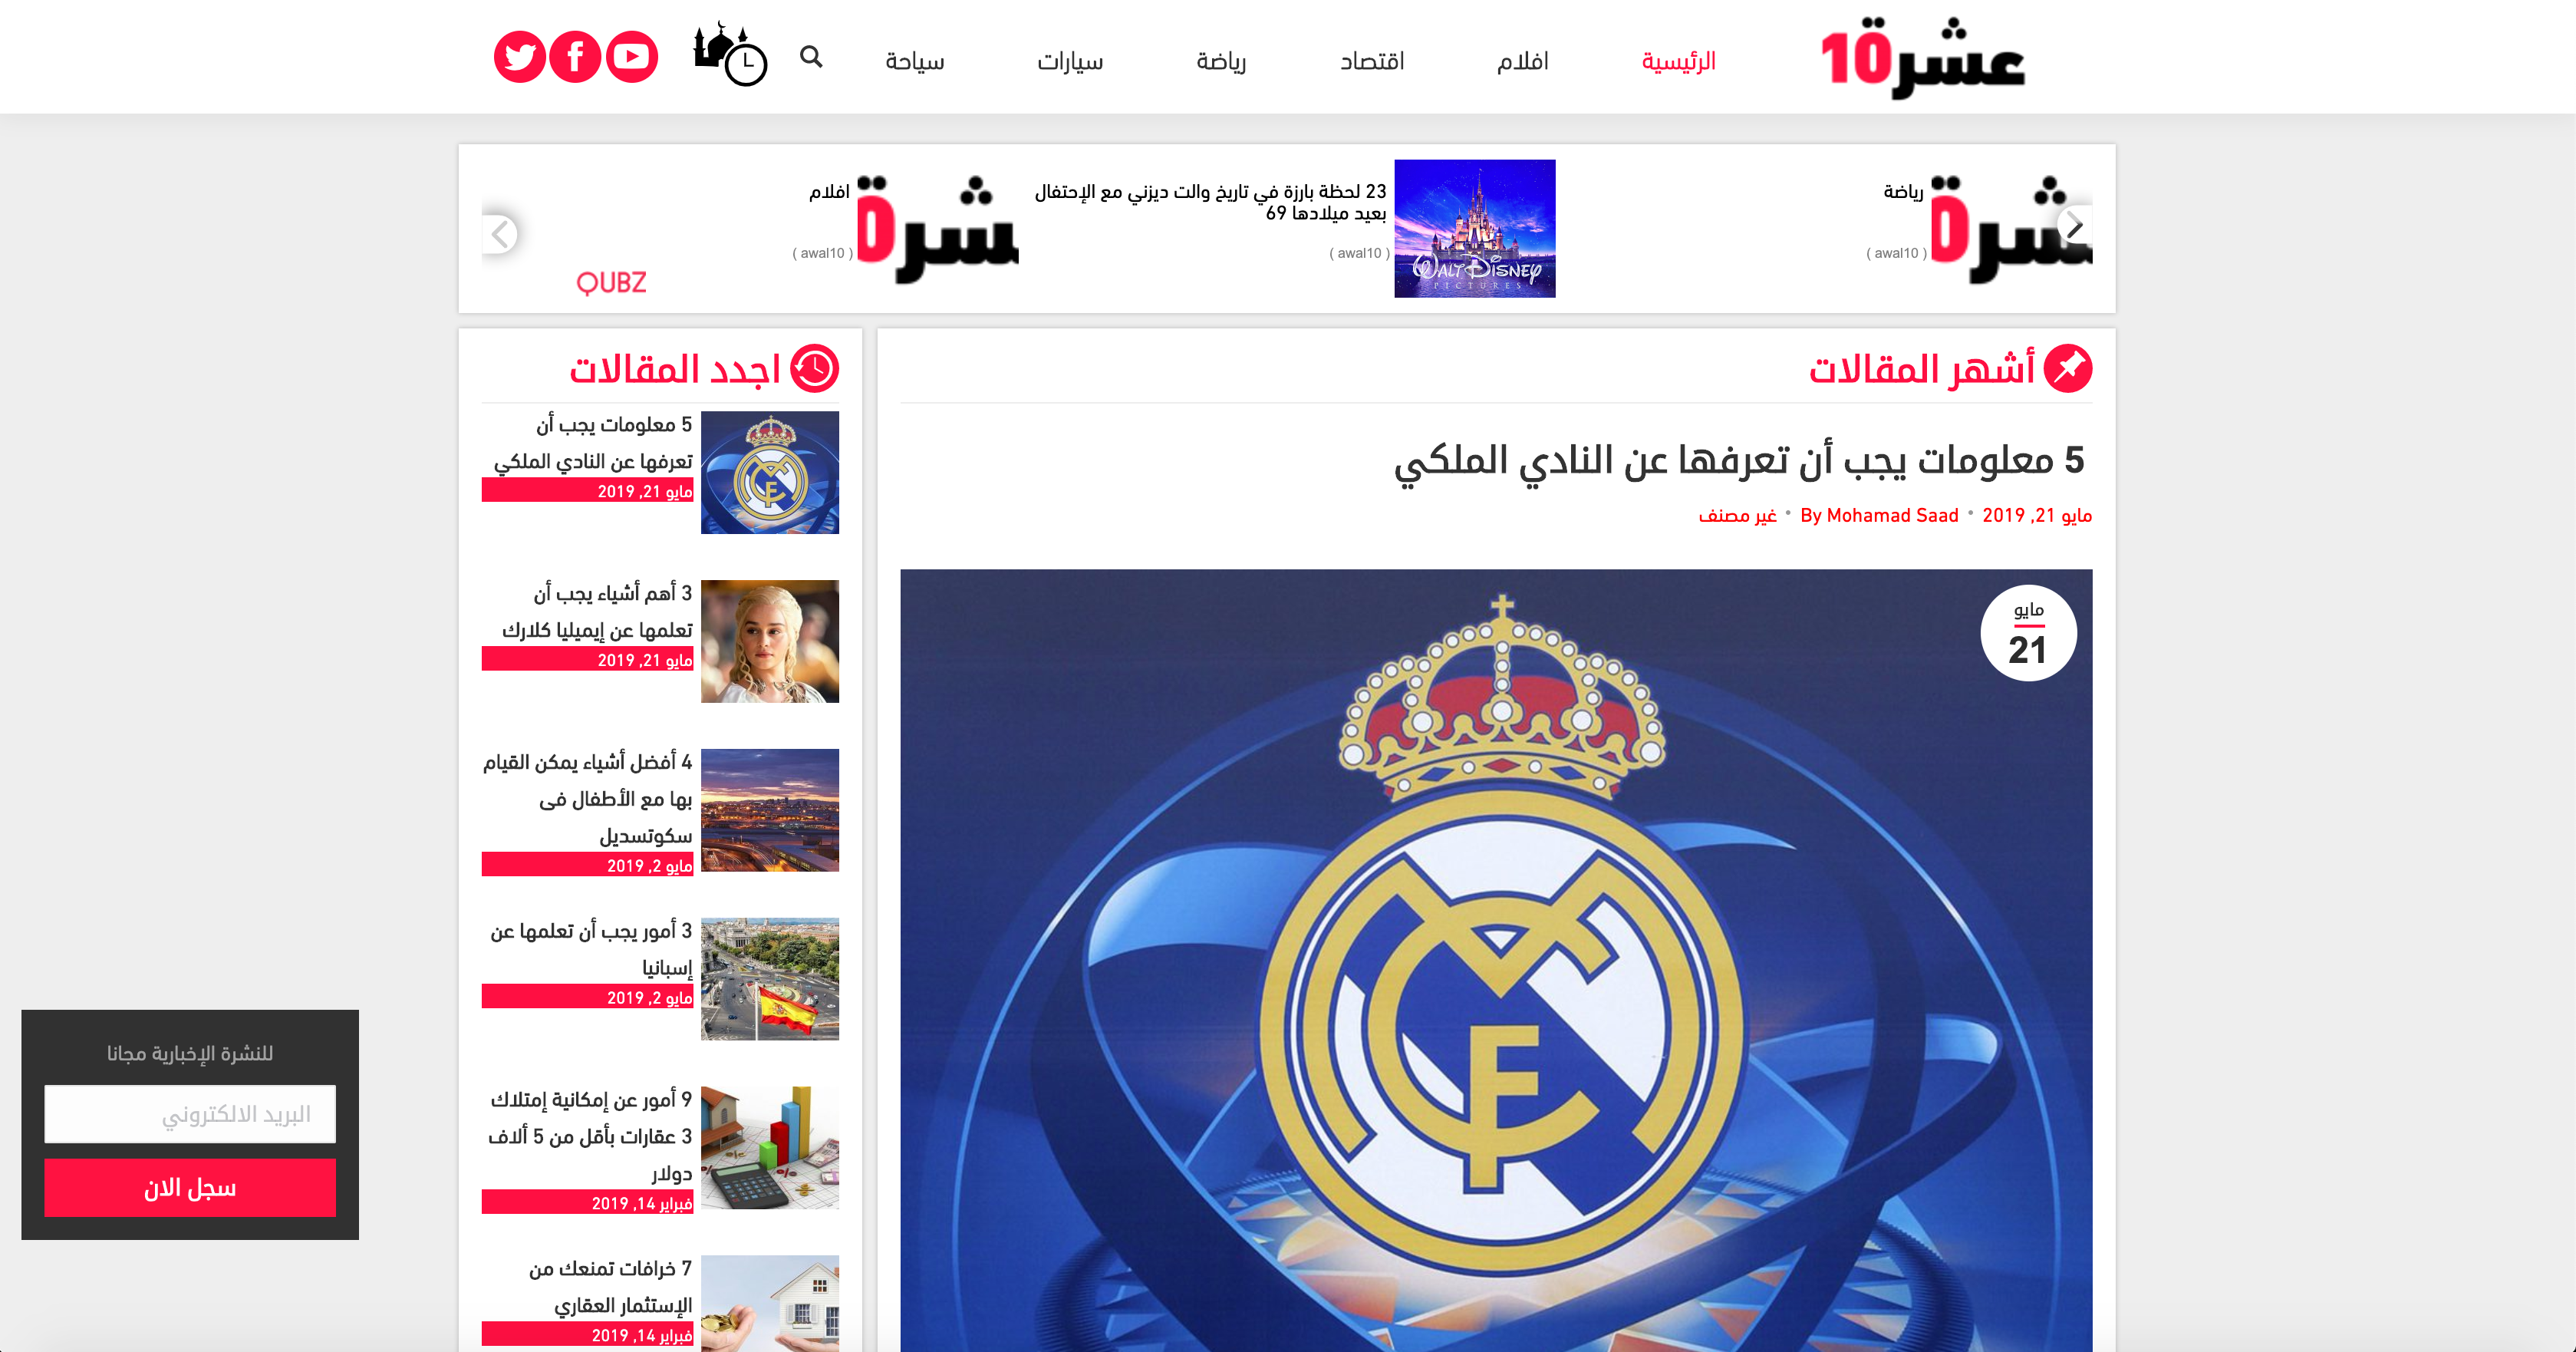 عشرة10
الرئيسية
افلام
اقتصاد
رياضة
سيارات
سياحة
رياضة
( awal10 )
WALT DISNEY
PICTURES
23 لحظة بارزة في تاريخ والت ديزني مع الإحتفال
بعيد ميلادها 69
( awal10 )
افلام
( awal10 )
QUBZ
أشهر المقالات
5 معلومات يجب أن تعرفها عن النادي الملكي
مايو 21, 2019 • By Mohamad Saad • غير مصنف
مايو
21
اجدد المقالات
5 معلومات يجب أن
تعرفها عن النادي الملكي
مايو 21, 2019
3 أهم أشياء يجب أن
تعلمها عن إيميليا كلارك
مايو 21, 2019
4 أفضل أشياء يمكن القيام
بها مع الأطفال فى
سكوتسديل
مايو 2, 2019
3 أمور يجب أن تعلمها عن
إسبانيا
مايو 2, 2019
9 أمور عن إمكانية إمتلاك
3 عقارات بأقل من 5 ألاف
دولار
فبراير 14, 2019
7 خرافات تمنعك من
الإستثمار العقاري
فبراير 14, 2019
للنشرة الإخبارية مجانا
البريد الالكتروني
سجل الان